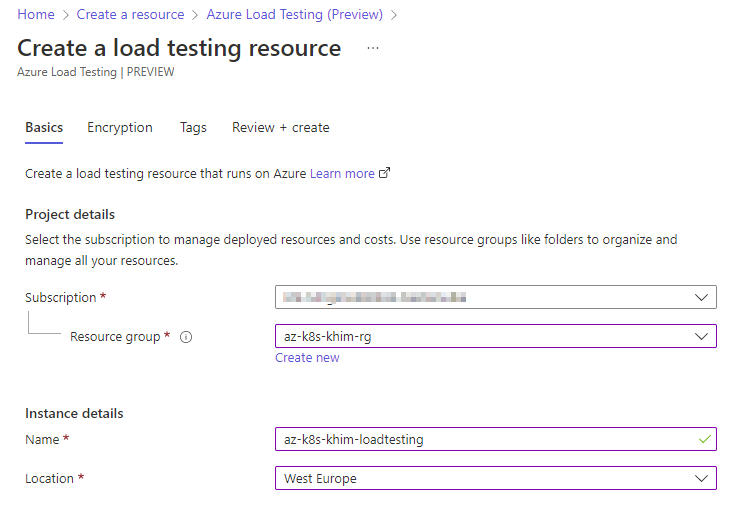 Home > Create a resource > Azure Load Testing (Preview) >
Create a load testing resource ...
Azure Load Testing | PREVIEW
Basics Encryption Tags Review + create
Create a load testing resource that runs on Azure Learn more
Project details
Select the subscription to manage deployed resources and costs. Use resource groups like folders to organize and
manage all your resources.
Subscription *
Resource group * az-k8s-khim-rg
Create new
Instance details
Name * az-k8s-khim-loadtesting
Location * West Europe